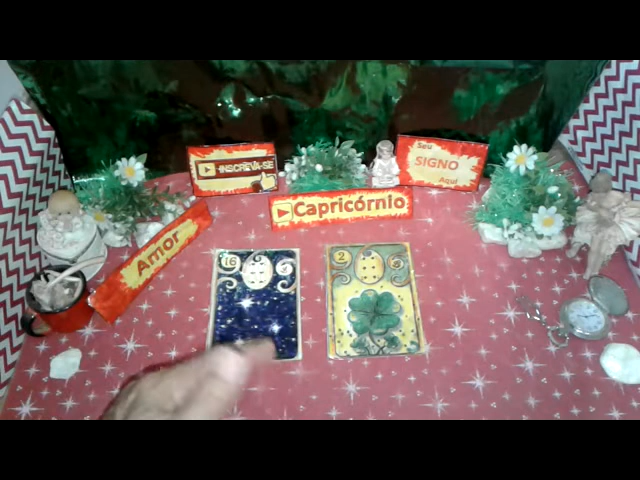 INSCREVA-SE
Seu
SIGNO
Aqui
Capricórnio
Amor
16
2